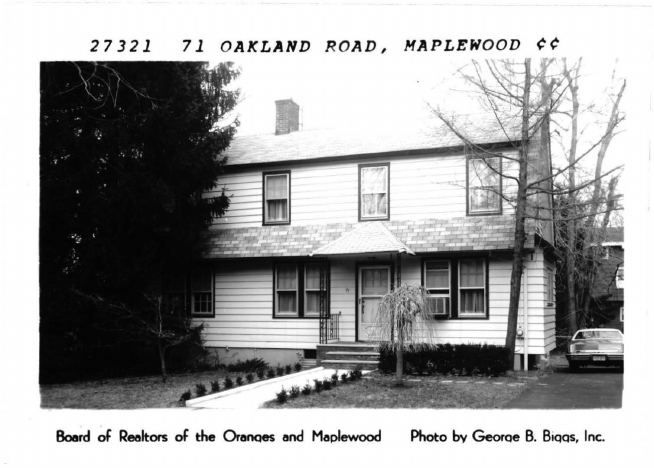 27321 71 OAKLAND ROAD, MAPLEWOOD ¢¢
Board of Realtors of the Oranges and Maplewood Photo by George B. Biggs, Inc.